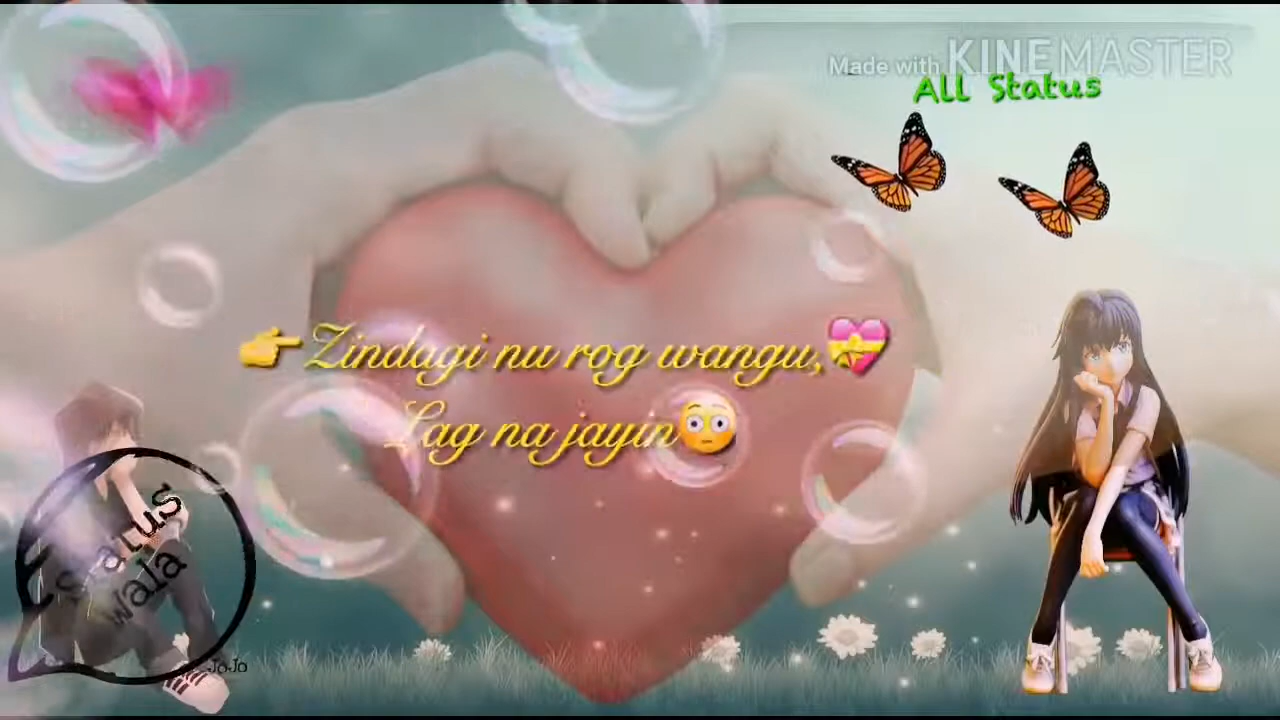 Made with KINEMASTER
ALL Status
👉Zindagi nu rog wangu,💝
Lag na jayin😳
Status
wala
JoJo